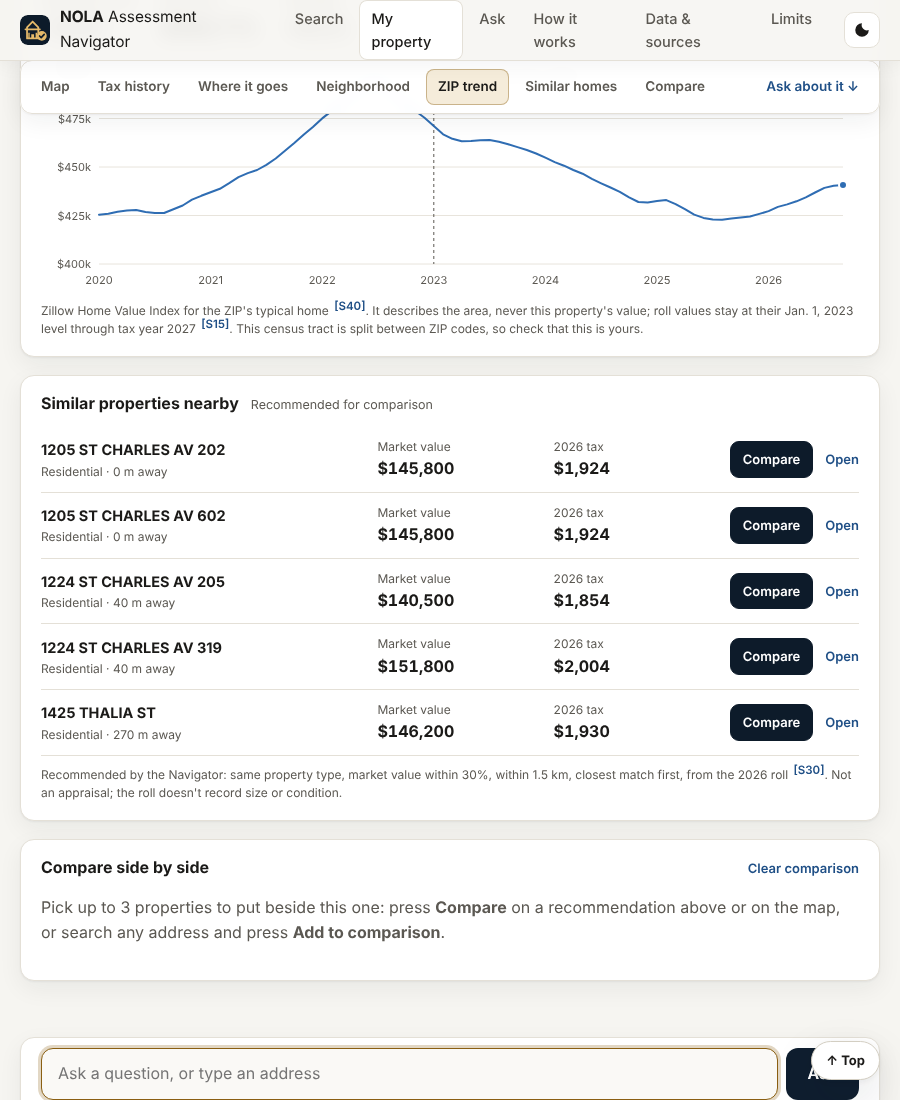 NOLA Assessment Navigator
Search
My property
Ask
How it works
Data & sources
Limits
Map
Tax history
Where it goes
Neighborhood
ZIP trend
Similar homes
Compare
Ask about it ↓
$475k
$450k
$425k
$400k
2020 2021 2022 2023 2024 2025 2026
Zillow Home Value Index for the ZIP's typical home [S40]. It describes the area, never this property's value; roll values stay at their Jan. 1, 2023
level through tax year 2027 [S15]. This census tract is split between ZIP codes, so check that this is yours.
Similar properties nearby Recommended for comparison
1205 ST CHARLES AV 202
Residential · 0 m away
Market value
$145,800
2026 tax
$1,924
Compare
Open
1205 ST CHARLES AV 602
Residential · 0 m away
Market value
$145,800
2026 tax
$1,924
Compare
Open
1224 ST CHARLES AV 205
Residential · 40 m away
Market value
$140,500
2026 tax
$1,854
Compare
Open
1224 ST CHARLES AV 319
Residential · 40 m away
Market value
$151,800
2026 tax
$2,004
Compare
Open
1425 THALIA ST
Residential · 270 m away
Market value
$146,200
2026 tax
$1,930
Compare
Open
Recommended by the Navigator: same property type, market value within 30%, within 1.5 km, closest match first, from the 2026 roll [S30]. Not
an appraisal; the roll doesn't record size or condition.
Compare side by side
Clear comparison
Pick up to 3 properties to put beside this one: press Compare on a recommendation above or on the map,
or search any address and press Add to comparison.
Ask a question, or type an address
↑ Top